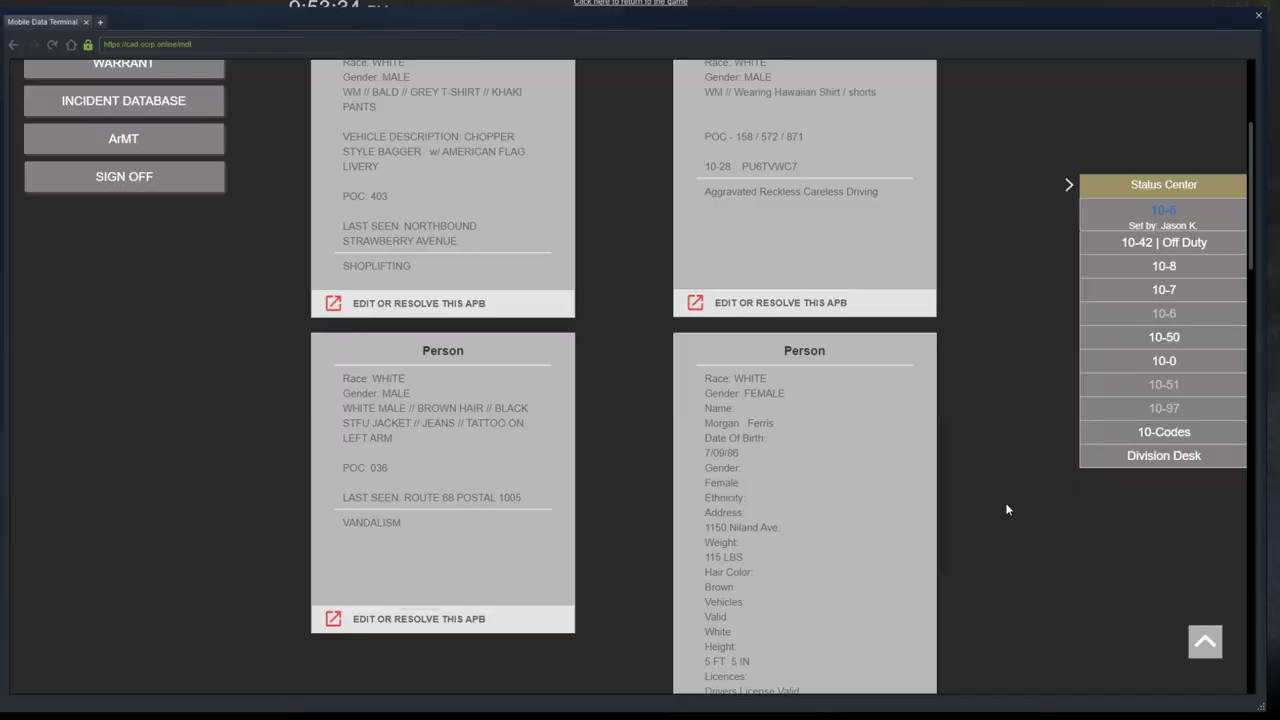 Click here to return to the game
9:53:34 PM
Mobile Data Terminal
https://cad.ocrp.online/mdt
WARRANT
INCIDENT DATABASE
ArMT
SIGN OFF
Race: WHITE
Gender: MALE
WM // BALD // GREY T-SHIRT // KHAKI
PANTS
VEHICLE DESCRIPTION: CHOPPER
STYLE BAGGER w/ AMERICAN FLAG
LIVERY
POC: 403
LAST SEEN: NORTHBOUND
STRAWBERRY AVENUE
SHOPLIFTING
EDIT OR RESOLVE THIS APB
Race: WHITE
Gender: MALE
WM // Wearing Hawaiian Shirt / shorts
POC - 158 / 572 / 871
10-28 PU6TVWC7
Aggravated Reckless Careless Driving
EDIT OR RESOLVE THIS APB
Person
Race: WHITE
Gender: MALE
WHITE MALE // BROWN HAIR // BLACK
STFU JACKET // JEANS // TATTOO ON
LEFT ARM
POC: 036
LAST SEEN: ROUTE 68 POSTAL 1005
VANDALISM
EDIT OR RESOLVE THIS APB
Person
Race: WHITE
Gender: FEMALE
Name:
Morgan Ferris
Date Of Birth:
7/09/86
Gender:
Female
Ethnicity:
Address:
1150 Niland Ave.
Weight:
115 LBS
Hair Color:
Brown
Vehicles:
Valid
White
Height:
5 FT 5 IN
Licences:
Drivers License Valid
Status Center
10-6
Set by: Jason K.
10-42 | Off Duty
10-8
10-7
10-6
10-50
10-0
10-51
10-97
10-Codes
Division Desk